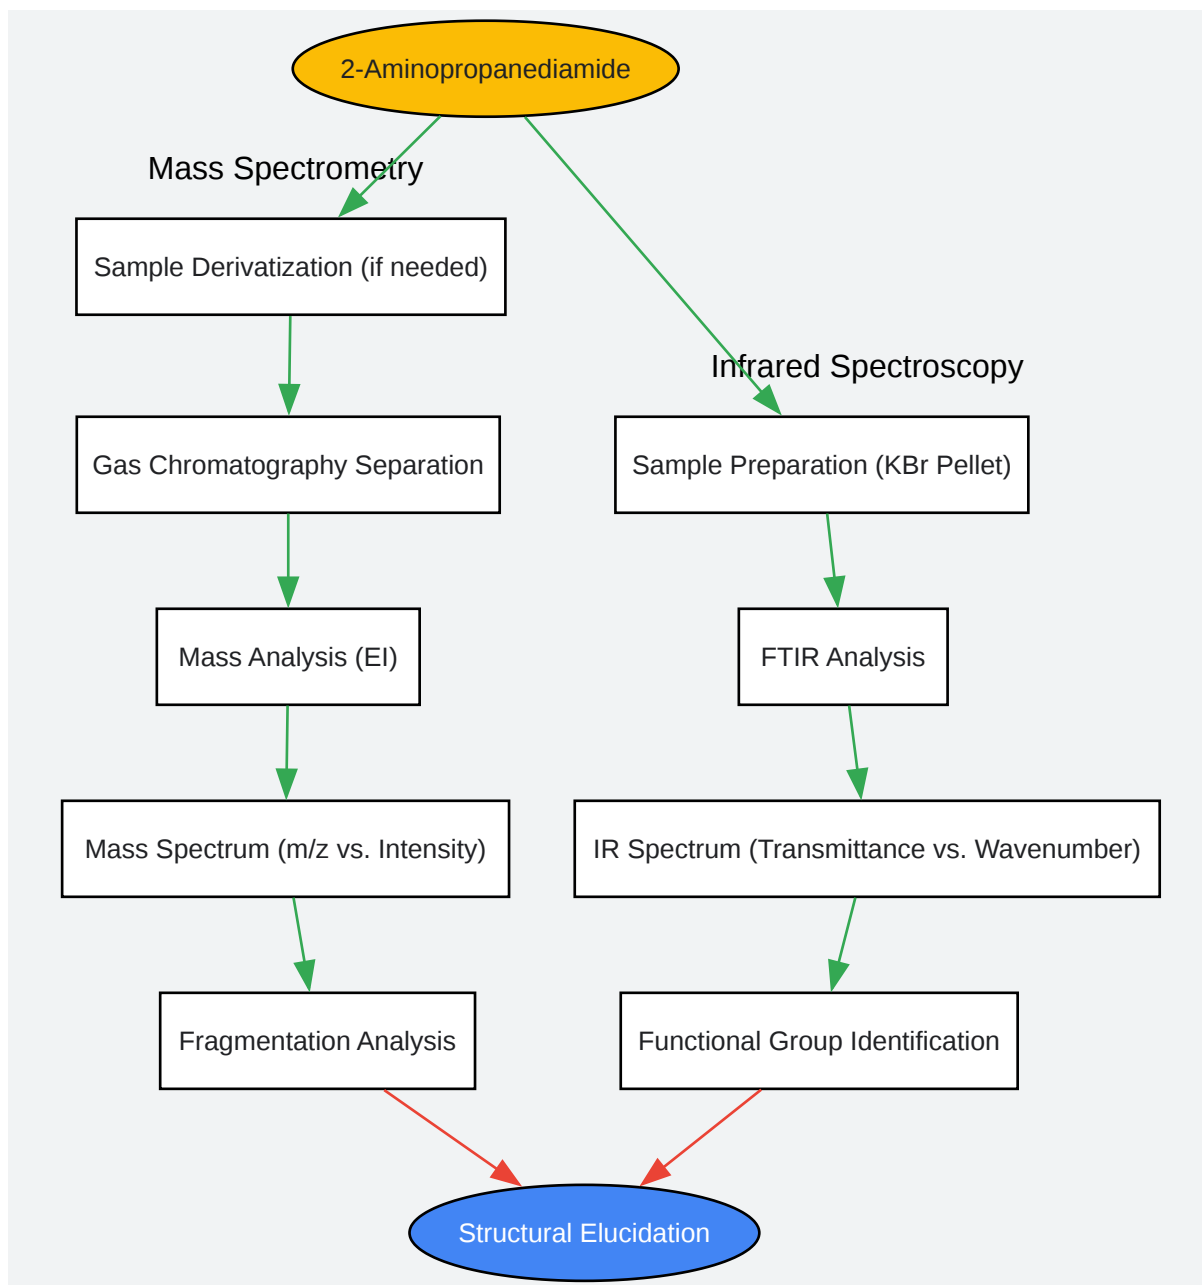 2-Aminopropanediamide
Mass Spectrometry
Sample Derivatization (if needed)
Infrared Spectroscopy
Gas Chromatography Separation
Sample Preparation (KBr Pellet)
Mass Analysis (EI)
FTIR Analysis
Mass Spectrum (m/z vs. Intensity)
IR Spectrum (Transmittance vs. Wavenumber)
Fragmentation Analysis
Functional Group Identification
Structural Elucidation